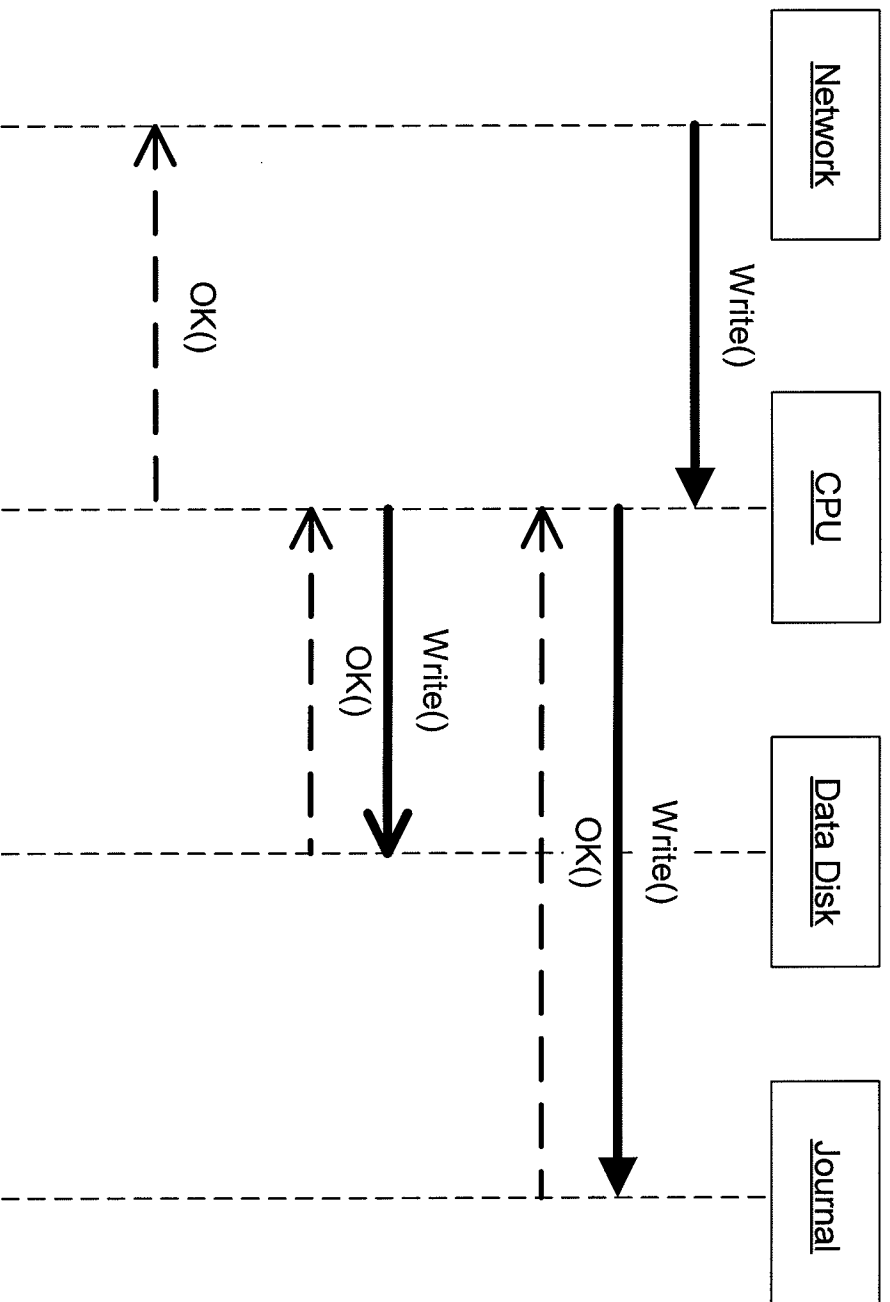 Network
CPU
Data Disk
Journal
Write()
Write()
OK()
Write()
OK()
OK()